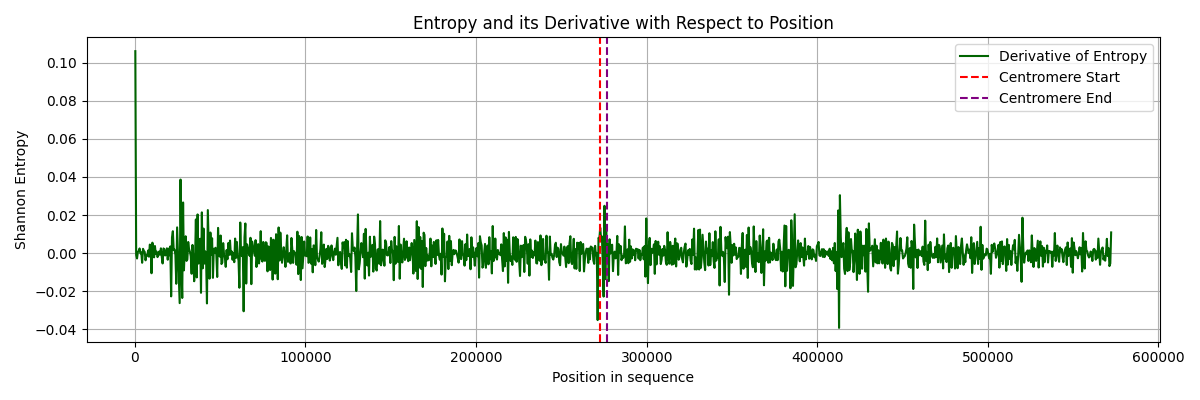 Entropy and its Derivative with Respect to Position
Shannon Entropy
0.10
0.08
0.06
0.04
0.02
0.00
−0.02
−0.04
Derivative of Entropy
Centromere Start
Centromere End
0
100000
200000
300000
400000
500000
600000
Position in sequence